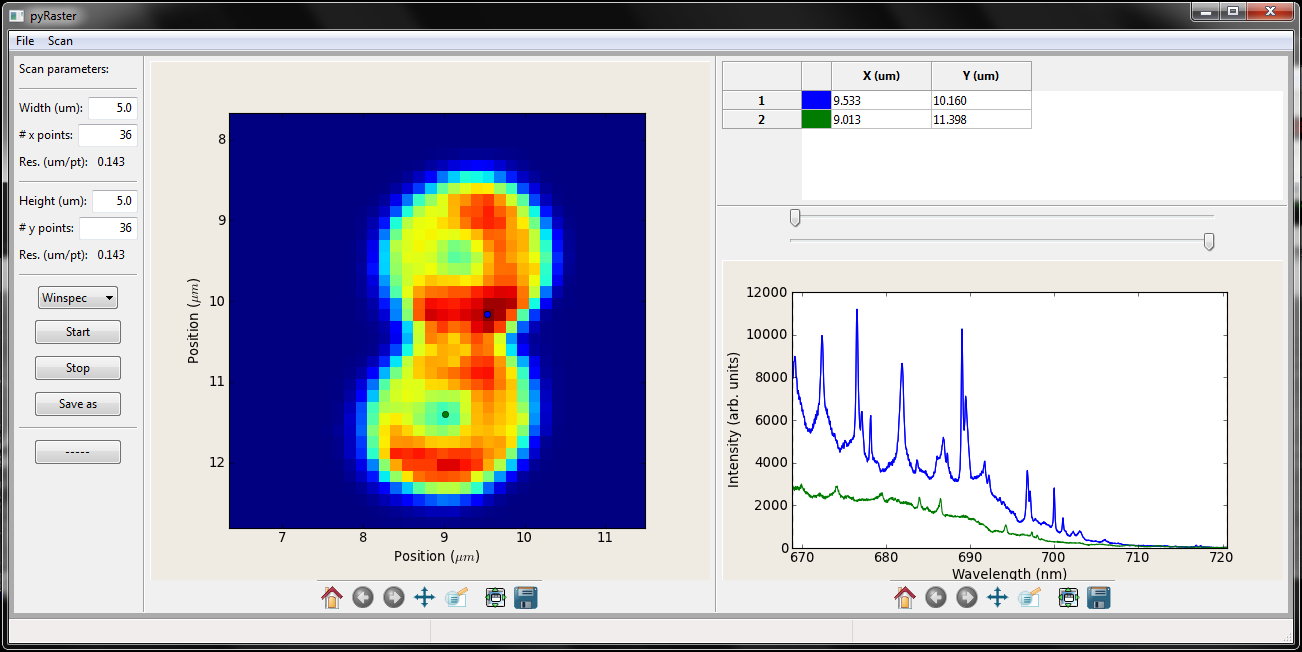 pyRaster
File Scan
Scan parameters:
Width (um): 5.0
# x points: 36
Res. (um/pt): 0.143
Height (um): 5.0
# y points: 36
Res. (um/pt): 0.143
Winspec
Start
Stop
Save as
-----
8
9
10
11
12
Position (μm)
7 8 9 10 11
Position (μm)
X (um) Y (um)
1 9.533 10.160
2 9.013 11.398
12000
10000
8000
6000
4000
2000
0
Intensity (arb. units)
670 680 690 700 710 720
Wavelength (nm)